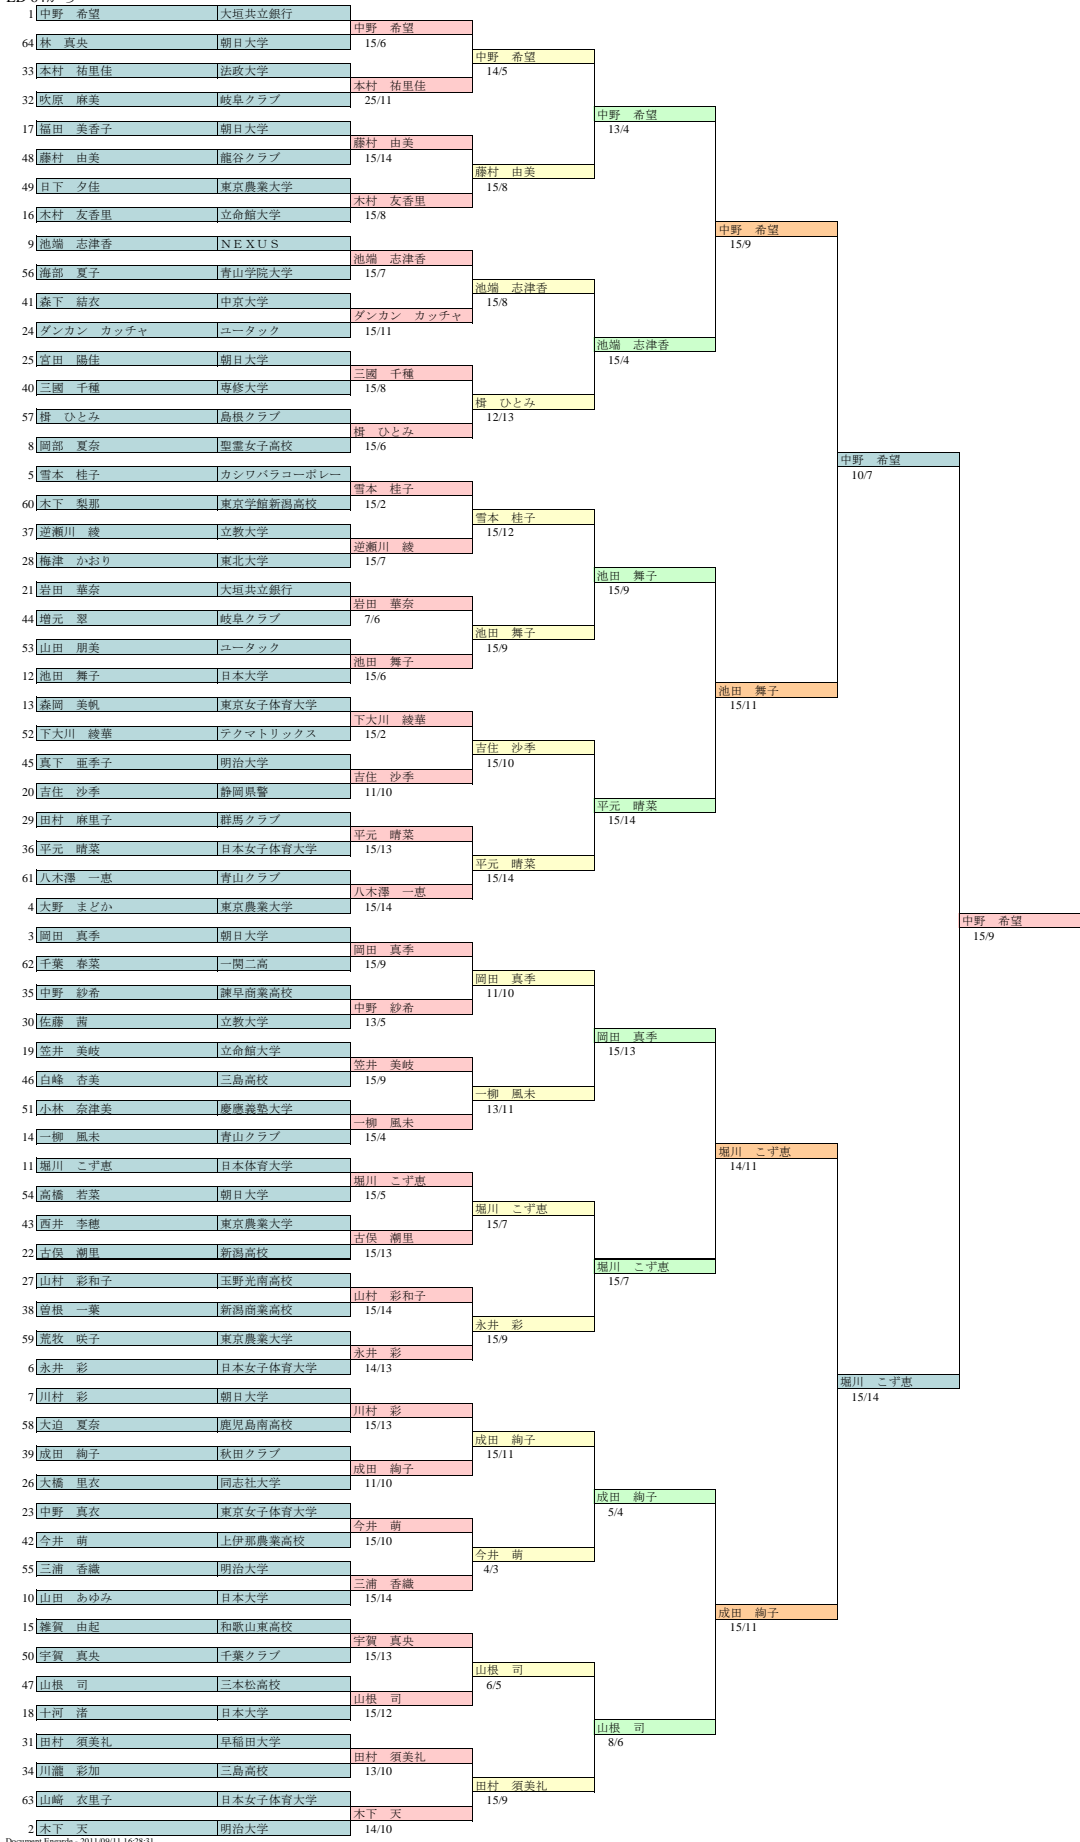 1 中野 希望 大垣共立銀行
中野 希望
64 林 真央 朝日大学 15/6
中野 希望
33 本村 祐里佳 法政大学 14/5
本村 祐里佳
32 吹原 麻美 岐阜クラブ 25/11
中野 希望
17 福田 美香子 朝日大学 13/4
藤村 由美
48 藤村 由美 龍谷クラブ 15/14
藤村 由美
49 日下 夕佳 東京農業大学 15/8
木村 友香里
16 木村 友香里 立命館大学 15/8
中野 希望
9 池端 志津香 ＮＥＸＵＳ 15/9
池端 志津香
56 海部 夏子 青山学院大学 15/7
池端 志津香
41 森下 結衣 中京大学 15/8
ダンカン カッチャ
24 ダンカン カッチャ ユータック 15/11
池端 志津香
25 宮田 陽佳 朝日大学 15/4
三國 千種
40 三國 千種 専修大学 15/8
楫 ひとみ
57 楫 ひとみ 島根クラブ 12/13
楫 ひとみ
8 岡部 夏奈 聖霊女子高校 15/6
中野 希望
5 雪本 桂子 カシワバラコーポレー 10/7
雪本 桂子
60 木下 梨那 東京学館新潟高校 15/2
雪本 桂子
37 逆瀬川 綾 立教大学 15/12
逆瀬川 綾
28 梅津 かおり 東北大学 15/7
池田 舞子
21 岩田 華奈 大垣共立銀行 15/9
岩田 華奈
44 増元 翠 岐阜クラブ 7/6
池田 舞子
53 山田 朋美 ユータック 15/9
池田 舞子
12 池田 舞子 日本大学 15/6
池田 舞子
13 森岡 美帆 東京女子体育大学 15/11
下大川 綾華
52 下大川 綾華 テクマトリックス 15/2
吉住 沙季
45 真下 亜季子 明治大学 15/10
吉住 沙季
20 吉住 沙季 静岡県警 11/10
平元 晴菜
29 田村 麻里子 群馬クラブ 15/14
平元 晴菜
36 平元 晴菜 日本女子体育大学 15/13
平元 晴菜
61 八木澤 一恵 青山クラブ 15/14
八木澤 一恵
4 大野 まどか 東京農業大学 15/14
中野 希望
3 岡田 真季 朝日大学 15/9
岡田 真季
62 千葉 春菜 一関二高 15/9
岡田 真季
35 中野 紗希 諫早商業高校 11/10
中野 紗希
30 佐藤 茜 立教大学 13/5
岡田 真季
19 笠井 美岐 立命館大学 15/13
笠井 美岐
46 白峰 杏美 三島高校 15/9
一柳 風未
51 小林 奈津美 慶應義塾大学 13/11
一柳 風未
14 一柳 風未 青山クラブ 15/4
堀川 こず恵
11 堀川 こず恵 日本体育大学 14/11
堀川 こず恵
54 高橋 若菜 朝日大学 15/5
堀川 こず恵
43 西井 李穂 東京農業大学 15/7
古俣 潮里
22 古俣 潮里 新潟高校 15/13
堀川 こず恵
27 山村 彩和子 玉野光南高校 15/7
山村 彩和子
38 曽根 一葉 新潟商業高校 15/14
永井 彩
59 荒牧 咲子 東京農業大学 15/9
永井 彩
6 永井 彩 日本女子体育大学 14/13
堀川 こず恵
7 川村 彩 朝日大学 15/14
川村 彩
58 大迫 夏奈 鹿児島南高校 15/13
成田 絢子
39 成田 絢子 秋田クラブ 15/11
成田 絢子
26 大橋 里衣 同志社大学 11/10
成田 絢子
23 中野 真衣 東京女子体育大学 5/4
今井 萌
42 今井 萌 上伊那農業高校 15/10
今井 萌
55 三浦 香織 明治大学 4/3
三浦 香織
10 山田 あゆみ 日本大学 15/14
成田 絢子
15 雑賀 由起 和歌山東高校 15/11
宇賀 真央
50 宇賀 真央 千葉クラブ 15/13
山根 司
47 山根 司 三本松高校 6/5
山根 司
18 十河 渚 日本大学 15/12
山根 司
31 田村 須美礼 早稲田大学 8/6
田村 須美礼
34 川瀧 彩加 三島高校 13/10
田村 須美礼
63 山﨑 衣里子 日本女子体育大学 15/9
木下 天
2 木下 天 明治大学 14/10
Document Engarde - 2011/09/11 16:28:31